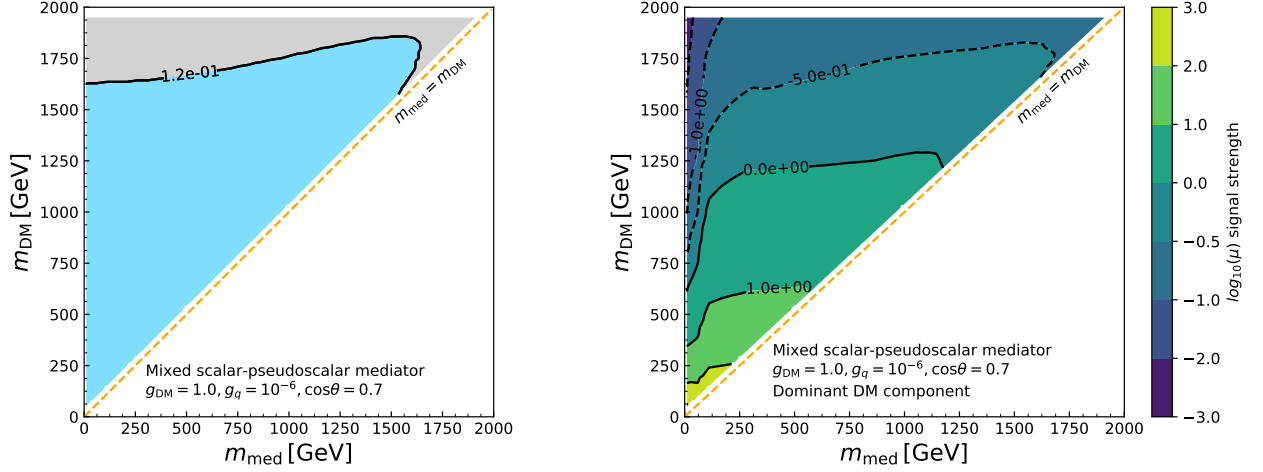 2000
1750
1500
1250
1000
750
500
250
0
m_DM [GeV]
1.2e-01
m_med = m_DM
Mixed scalar-pseudoscalar mediator
g_DM = 1.0, g_q = 10^−6, cosθ = 0.7
0 250 500 750 1000 1250 1500 1750 2000
m_med [GeV]
2000
1750
1500
1250
1000
750
500
250
0
m_DM [GeV]
-5.0e-01
-1.0e+00
0.0e+00
1.0e+00
m_med = m_DM
Mixed scalar-pseudoscalar mediator
g_DM = 1.0, g_q = 10^−6, cosθ = 0.7
Dominant DM component
0 250 500 750 1000 1250 1500 1750 2000
m_med [GeV]
3.0
2.0
1.0
0.0
−0.5
−1.0
−2.0
−3.0
log_10(μ) signal strength